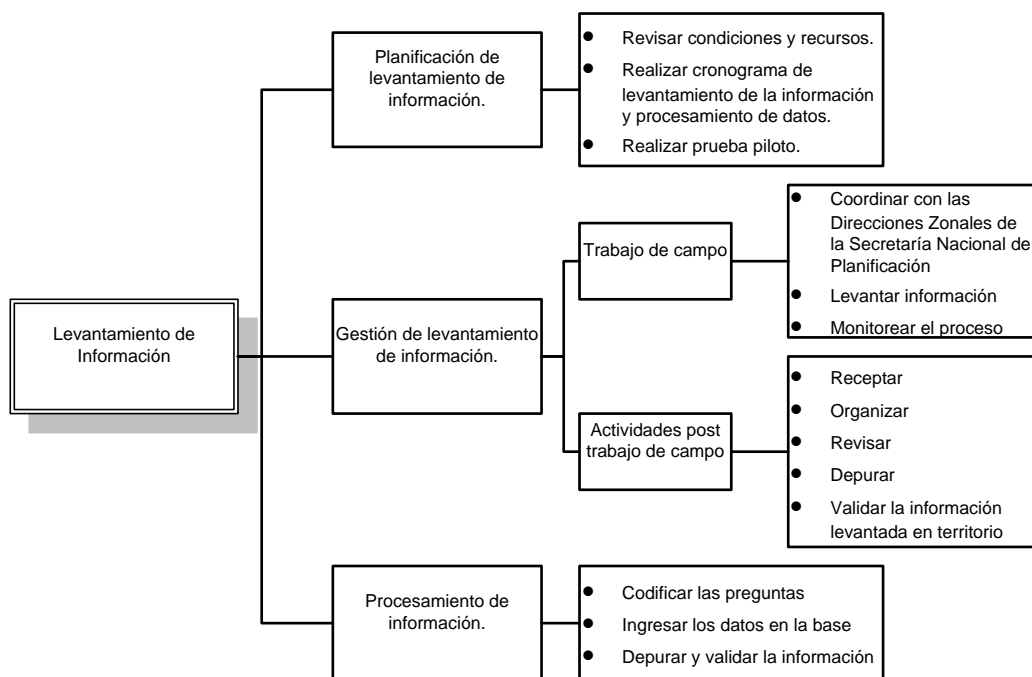 Planificación de
levantamiento de
información.
● Revisar condiciones y recursos.
● Realizar cronograma de
levantamiento de la información
y procesamiento de datos.
● Realizar prueba piloto.
Levantamiento de
Información
Gestión de levantamiento
de información.
Trabajo de campo
● Coordinar con las
Direcciones Zonales de
la Secretaría Nacional de
Planificación
● Levantar información
● Monitorear el proceso
Actividades post
trabajo de campo
● Receptar
● Organizar
● Revisar
● Depurar
● Validar la información
levantada en territorio
Procesamiento de
información.
● Codificar las preguntas
● Ingresar los datos en la base
● Depurar y validar la información